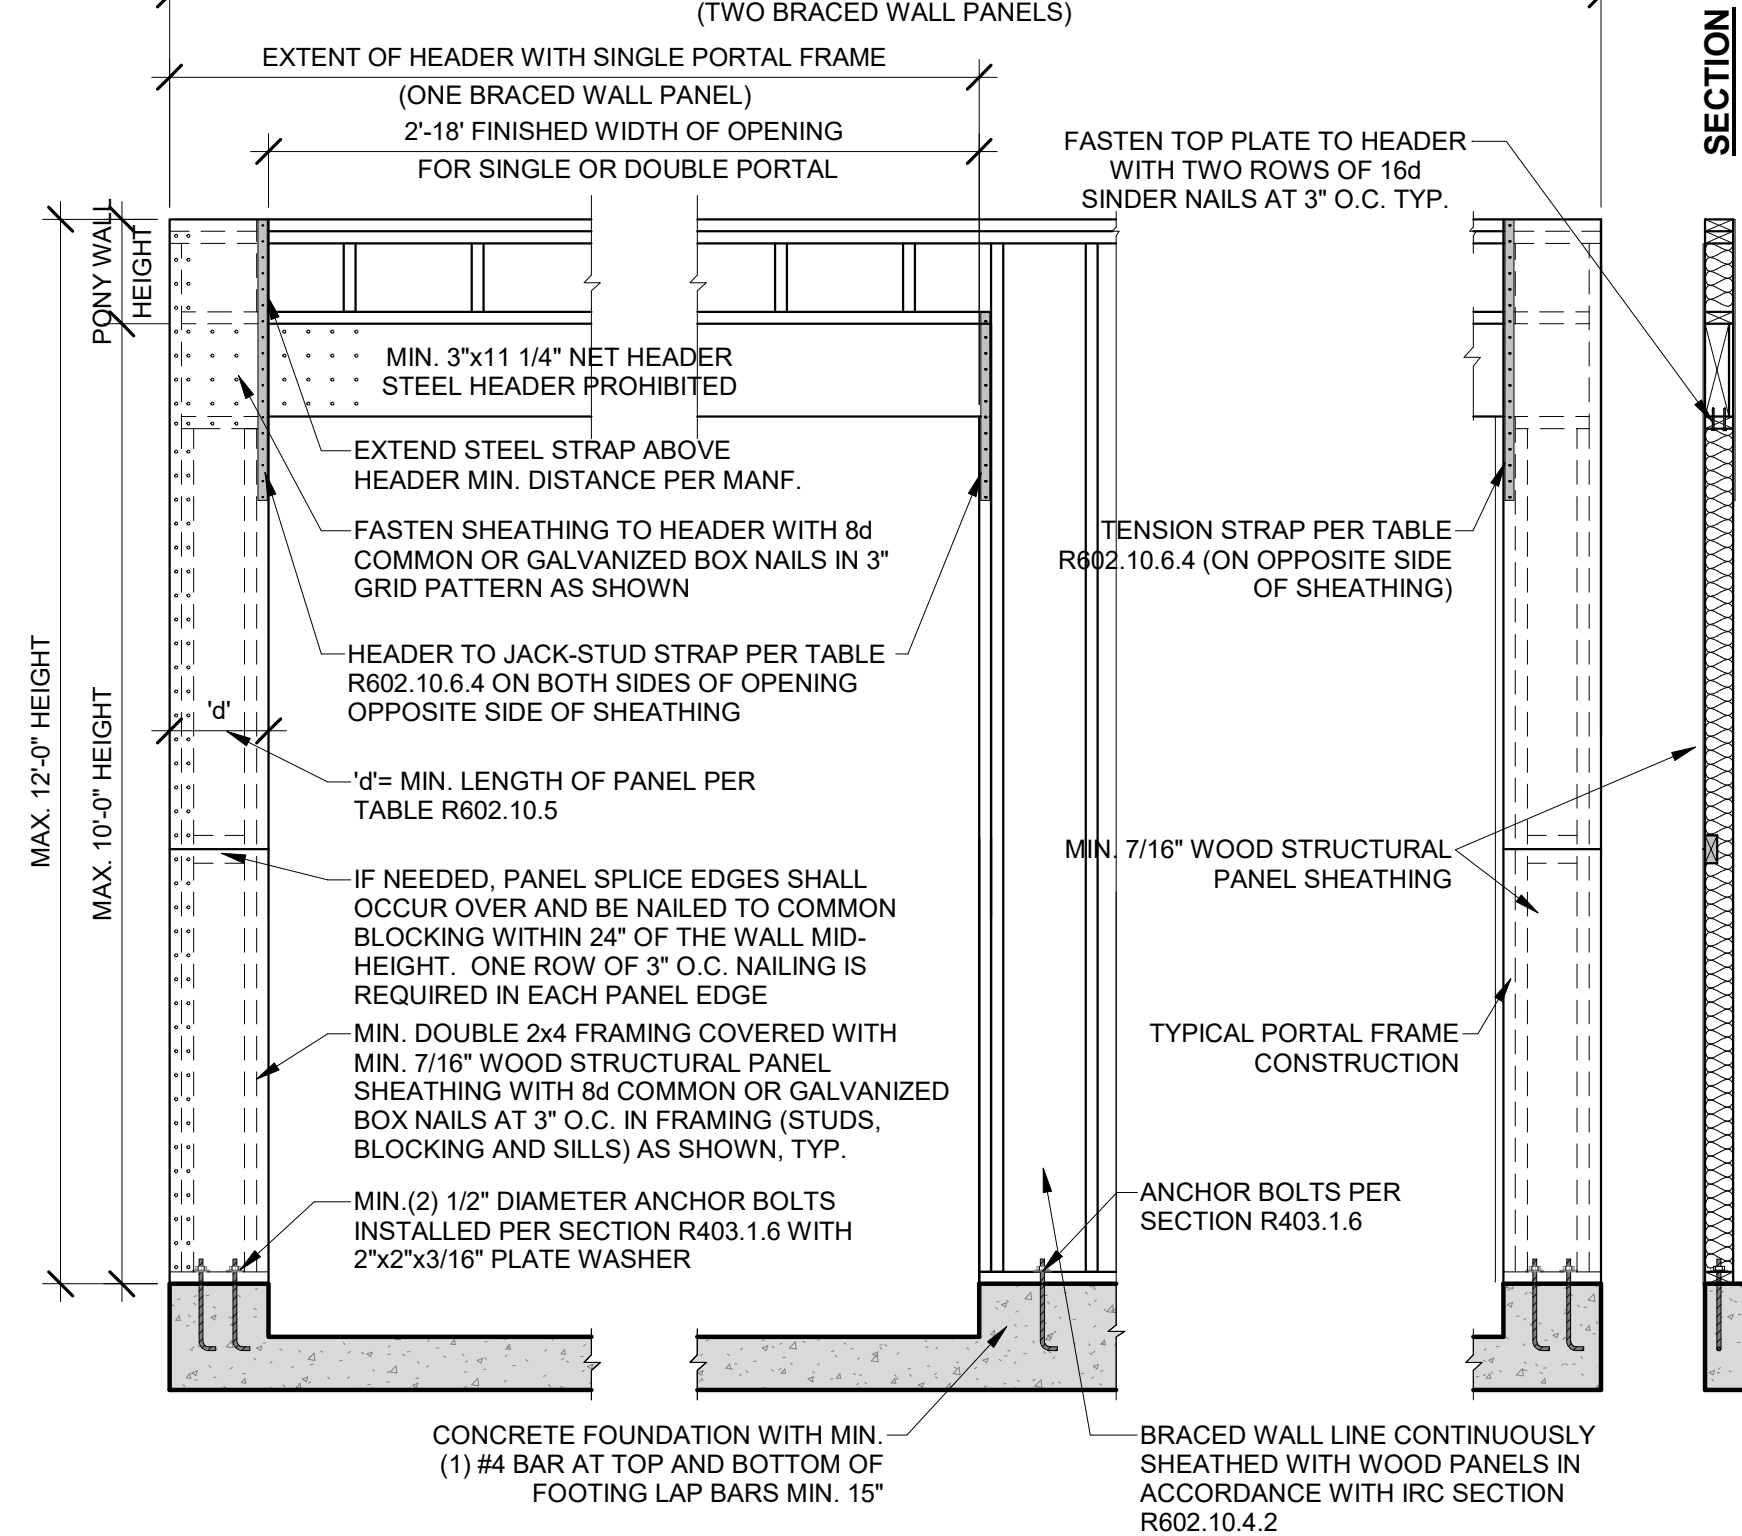 (TWO BRACED WALL PANELS)
EXTENT OF HEADER WITH SINGLE PORTAL FRAME
(ONE BRACED WALL PANEL)
2'-18' FINISHED WIDTH OF OPENING
FOR SINGLE OR DOUBLE PORTAL
SECTION
FASTEN TOP PLATE TO HEADER
WITH TWO ROWS OF 16d
SINDER NAILS AT 3" O.C. TYP.
PONY WALL
HEIGHT
MIN. 3"x11 1/4" NET HEADER
STEEL HEADER PROHIBITED
EXTEND STEEL STRAP ABOVE
HEADER MIN. DISTANCE PER MANF.
FASTEN SHEATHING TO HEADER WITH 8d
COMMON OR GALVANIZED BOX NAILS IN 3"
GRID PATTERN AS SHOWN
TENSION STRAP PER TABLE
R602.10.6.4 (ON OPPOSITE SIDE
OF SHEATHING)
HEADER TO JACK-STUD STRAP PER TABLE
R602.10.6.4 ON BOTH SIDES OF OPENING
OPPOSITE SIDE OF SHEATHING
MAX. 12'-0" HEIGHT
MAX. 10'-0" HEIGHT
'd'
'd'= MIN. LENGTH OF PANEL PER
TABLE R602.10.5
MIN. 7/16" WOOD STRUCTURAL
PANEL SHEATHING
IF NEEDED, PANEL SPLICE EDGES SHALL
OCCUR OVER AND BE NAILED TO COMMON
BLOCKING WITHIN 24" OF THE WALL MID-
HEIGHT.  ONE ROW OF 3" O.C. NAILING IS
REQUIRED IN EACH PANEL EDGE
MIN. DOUBLE 2x4 FRAMING COVERED WITH
MIN. 7/16" WOOD STRUCTURAL PANEL
SHEATHING WITH 8d COMMON OR GALVANIZED
BOX NAILS AT 3" O.C. IN FRAMING (STUDS,
BLOCKING AND SILLS) AS SHOWN, TYP.
TYPICAL PORTAL FRAME
CONSTRUCTION
MIN.(2) 1/2" DIAMETER ANCHOR BOLTS
INSTALLED PER SECTION R403.1.6 WITH
2"x2"x3/16" PLATE WASHER
ANCHOR BOLTS PER
SECTION R403.1.6
CONCRETE FOUNDATION WITH MIN.
(1) #4 BAR AT TOP AND BOTTOM OF
FOOTING LAP BARS MIN. 15"
BRACED WALL LINE CONTINUOUSLY
SHEATHED WITH WOOD PANELS IN
ACCORDANCE WITH IRC SECTION
R602.10.4.2